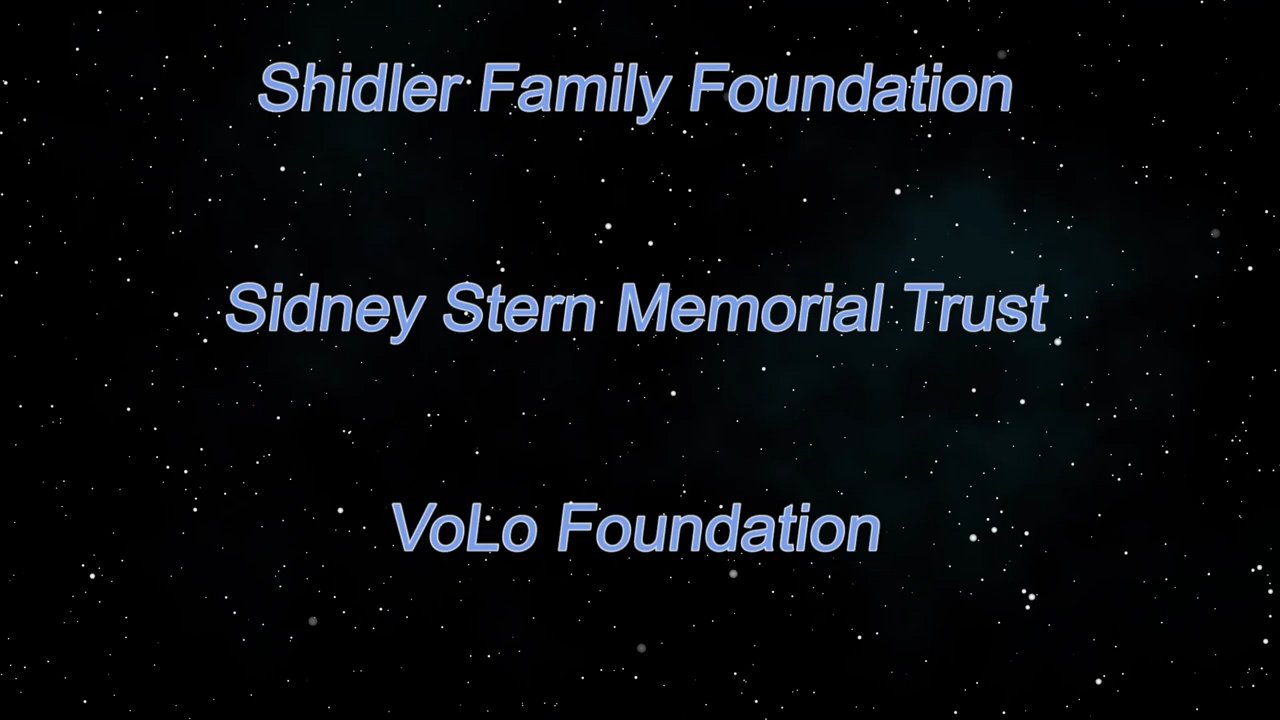 Shidler Family Foundation
Sidney Stern Memorial Trust
VoLo Foundation